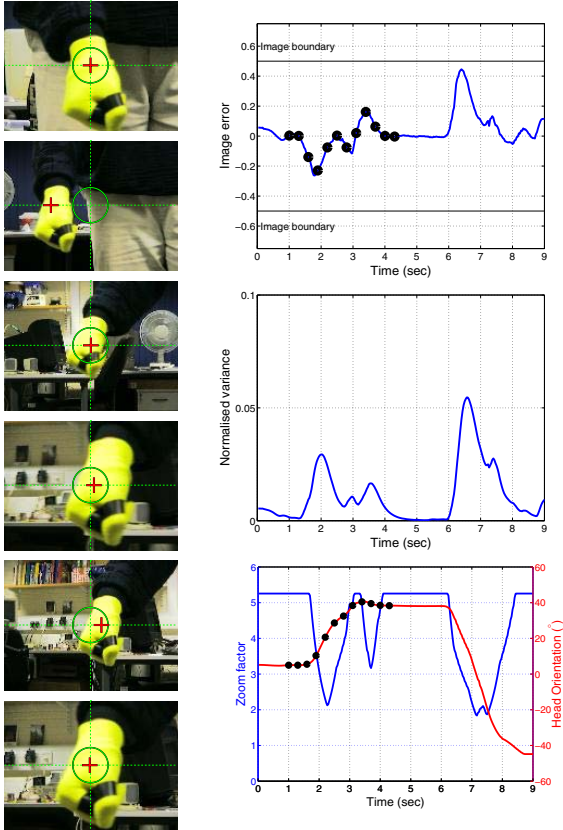 0.6
Image boundary
0.4
0.2
0
−0.2
−0.4
−0.6
Image boundary
Image error
0 1 2 3 4 5 6 7 8 9
Time (sec)
0.1
0.05
0
Normalised variance
0 1 2 3 4 5 6 7 8 9
Time (sec)
6
5
4
3
2
1
0
Zoom factor
60
40
20
0
−20
−40
−60
Head Orientation (°)
0 1 2 3 4 5 6 7 8 9
Time (sec)